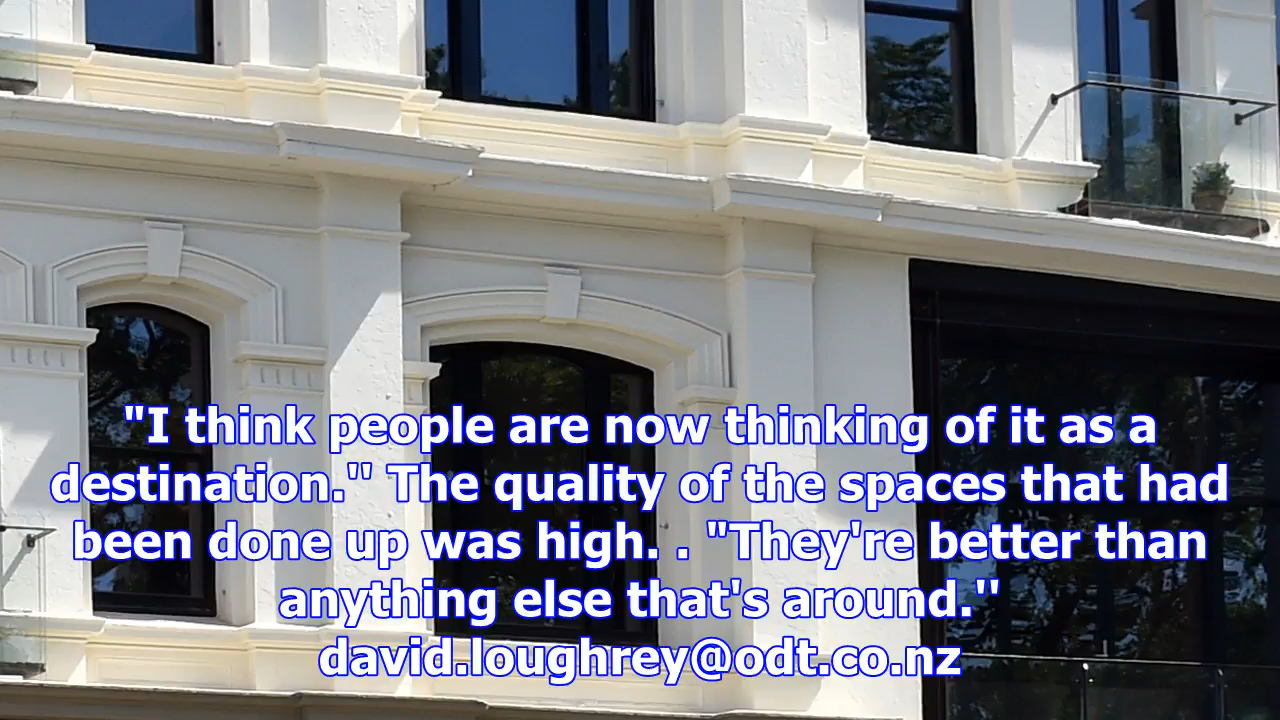 "I think people are now thinking of it as a
destination.'' The quality of the spaces that had
been done up was high. . "They're better than
anything else that's around.''
david.loughrey@odt.co.nz